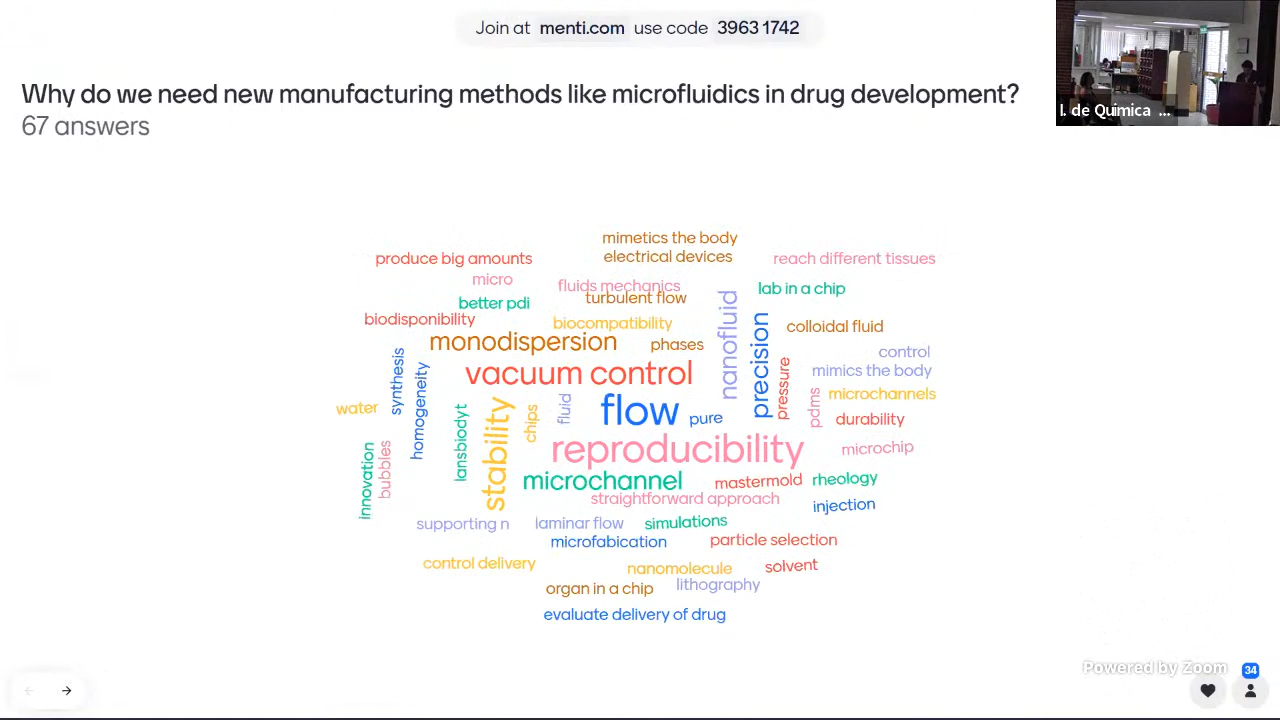 Join at menti.com use code 3963 1742
Why do we need new manufacturing methods like microfluidics in drug development?
67 answers
I. de Quimica ...
mimetics the body
produce big amounts
electrical devices
reach different tissues
micro
fluids mechanics
lab in a chip
better pdi
turbulent flow
nanofluid
biodisponibility
biocompatibility
precision
colloidal fluid
monodispersion
phases
control
synthesis
vacuum control
pressure
mimics the body
homogeneity
pdms
microchannels
water
lansbiodyt
stability
chips
fluid
flow
pure
durability
innovation
bubbles
reproducibility
microchip
microchannel
mastermold
rheology
straightforward approach
injection
supporting n
laminar flow
simulations
microfabication
particle selection
control delivery
nanomolecule
solvent
organ in a chip
lithography
evaluate delivery of drug
Powered by Zoom
34